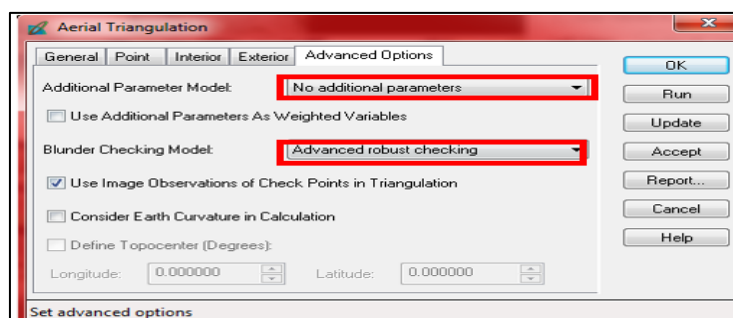 Aerial Triangulation
General Point Interior Exterior Advanced Options
OK
Additional Parameter Model: No additional parameters
Run
Use Additional Parameters As Weighted Variables
Update
Blunder Checking Model: Advanced robust checking
Accept
Use Image Observations of Check Points in Triangulation
Report...
Consider Earth Curvature in Calculation
Cancel
Define Topocenter (Degrees):
Help
Longitude: 0.000000 Latitude: 0.000000
Set advanced options